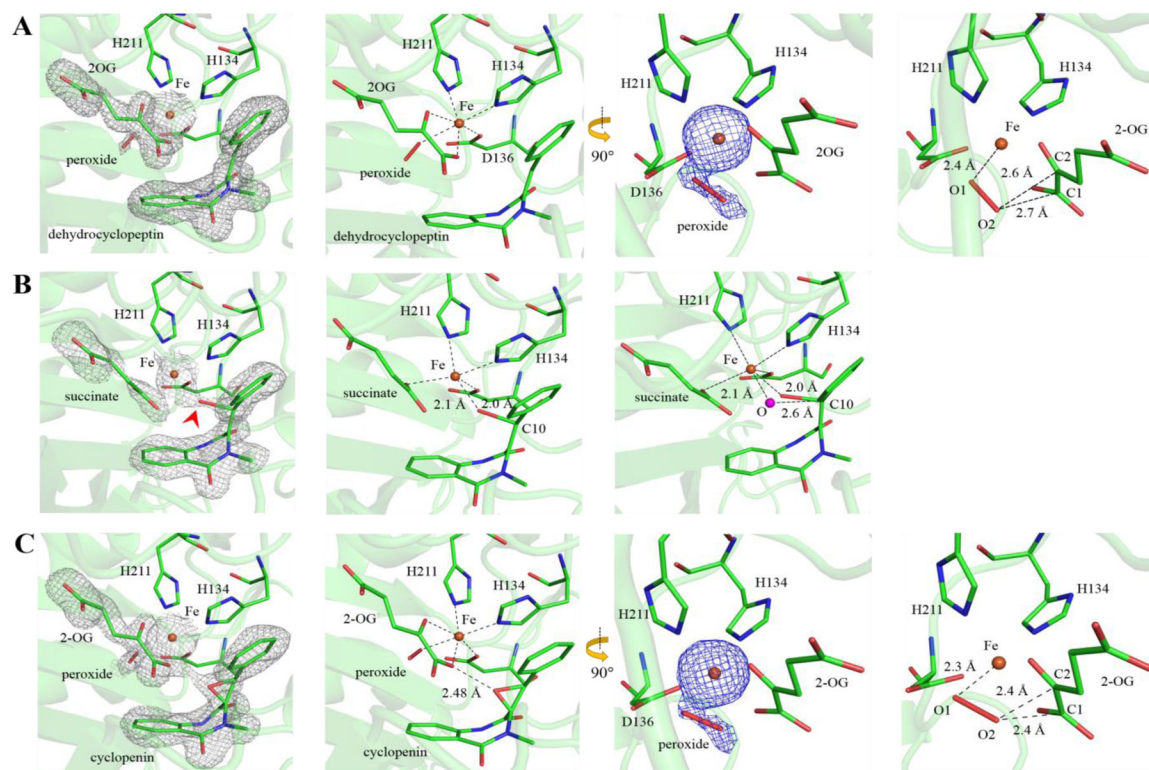 A
H211
H134
2OG
Fe
peroxide
dehydrocyclopeptin
H211
H134
2OG
Fe
D136
peroxide
dehydrocyclopeptin
90°
H211
H134
D136
2OG
peroxide
H211
H134
Fe
2-OG
2.4 Å
2.6 Å
C2
O1
C1
O2
2.7 Å
B
H211
H134
Fe
succinate
H211
Fe
H134
succinate
2.1 Å
2.0 Å
C10
H211
H134
Fe
succinate
2.0 Å
2.1 Å
O
C10
2.6 Å
C
H211
H134
Fe
2-OG
peroxide
cyclopenin
H211
H134
2-OG
Fe
peroxide
2.48 Å
cyclopenin
90°
H211
H134
2-OG
D136
peroxide
H211
H134
Fe
2.3 Å
C2
2-OG
2.4 Å
O1
C1
O2
2.4 Å